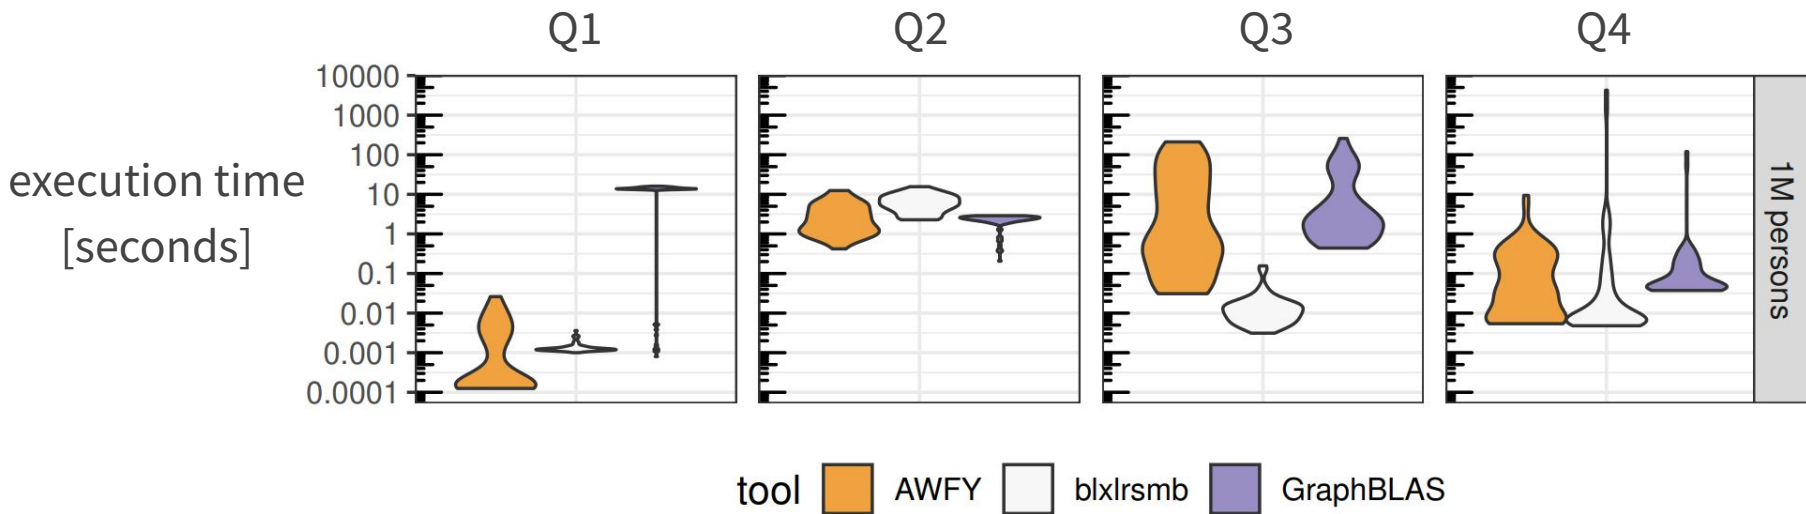 Q1 Q2 Q3 Q4
10000
1000
100
10
1
0.1
0.01
0.001
0.0001
execution time
[seconds]
1M persons
tool AWFY blxlrsmb GraphBLAS